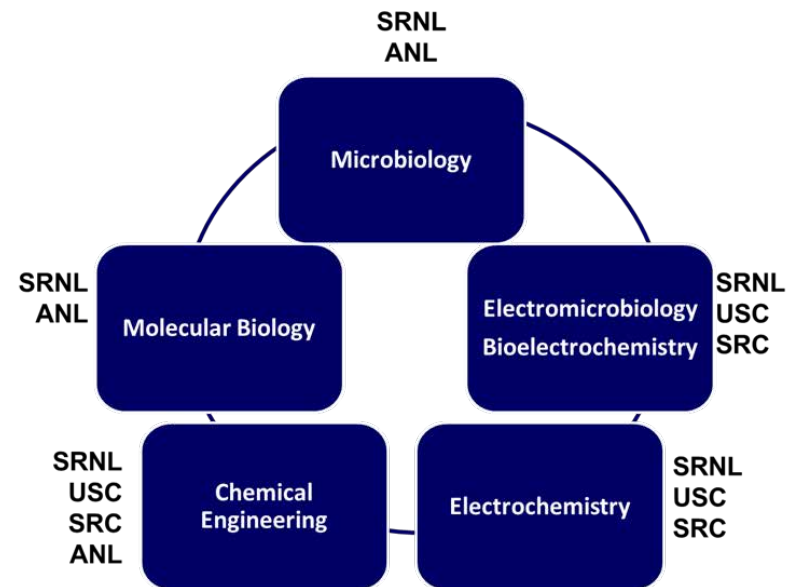 SRNL
ANL
Microbiology
SRNL
ANL
Molecular Biology
Electromicrobiology
Bioelectrochemistry
SRNL
USC
SRC
SRNL
USC
SRC
ANL
Chemical
Engineering
Electrochemistry
SRNL
USC
SRC